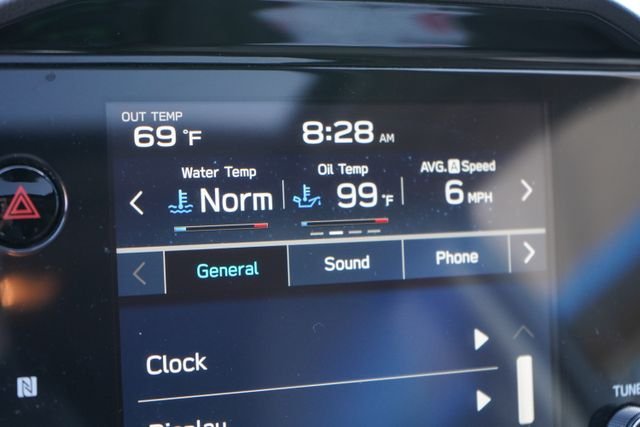 OUT TEMP
69 °F 8:28 AM
Water Temp Oil Temp AVG. A Speed
Norm 99 °F 6 MPH
General Sound Phone
Clock
Display
N
TUNE